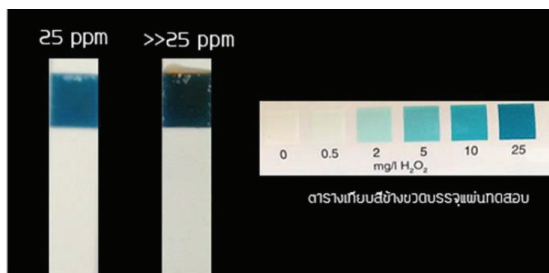 25 ppm
>>25 ppm
0 0.5 2 5 10 25
mg/l H₂O₂
ตารางเทียบสีข้างขวดบรรจุแผ่นทดสอบ